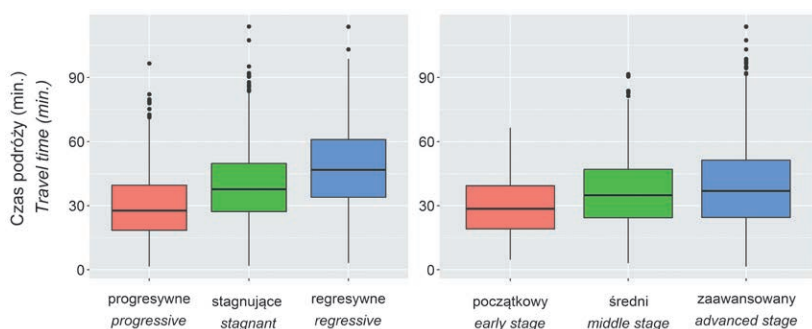 Czas podróży (min.)
Travel time (min.)
90
60
30
0
progresywne
progressive
stagnujące
stagnant
regresywne
regressive
90
60
30
0
początkowy
early stage
średni
middle stage
zaawansowany
advanced stage